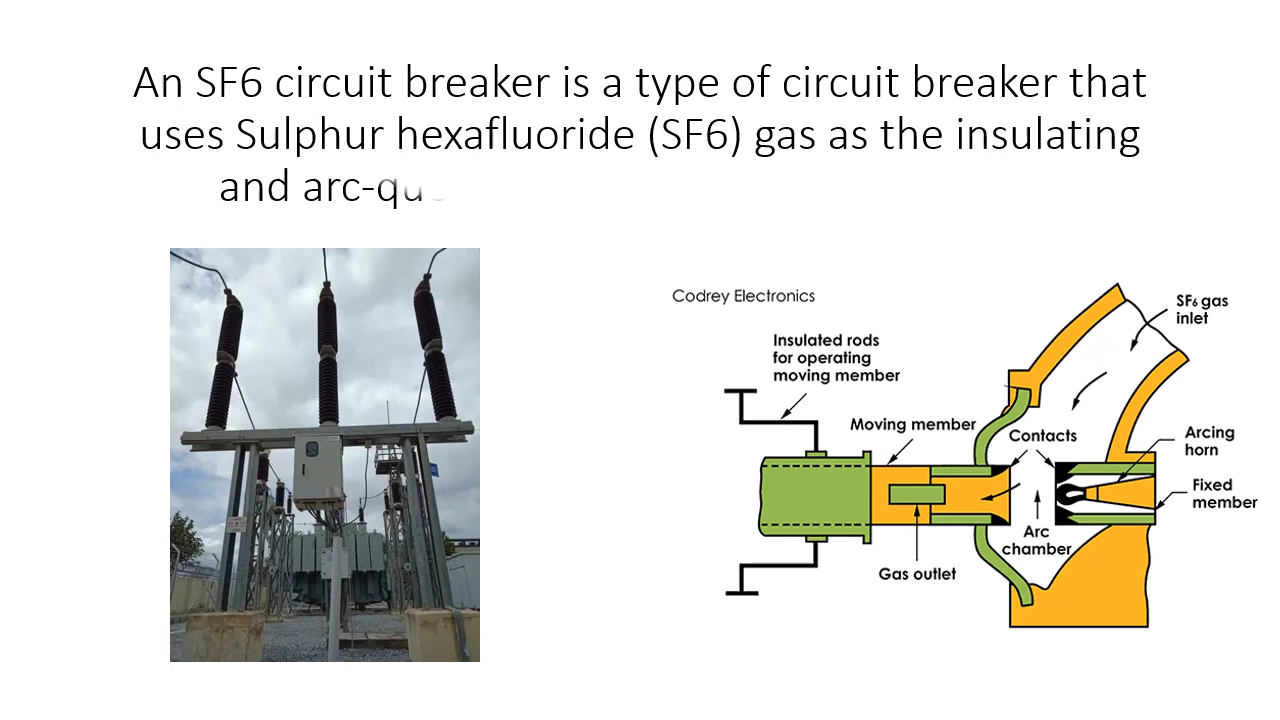 An SF6 circuit breaker is a type of circuit breaker that
uses Sulphur hexafluoride (SF6) gas as the insulating
and
Codrey Electronics
SF₆ gas
inlet
Insulated rods
for operating
moving member
Moving member
Contacts
Arcing
horn
Fixed
member
Arc
chamber
Gas outlet